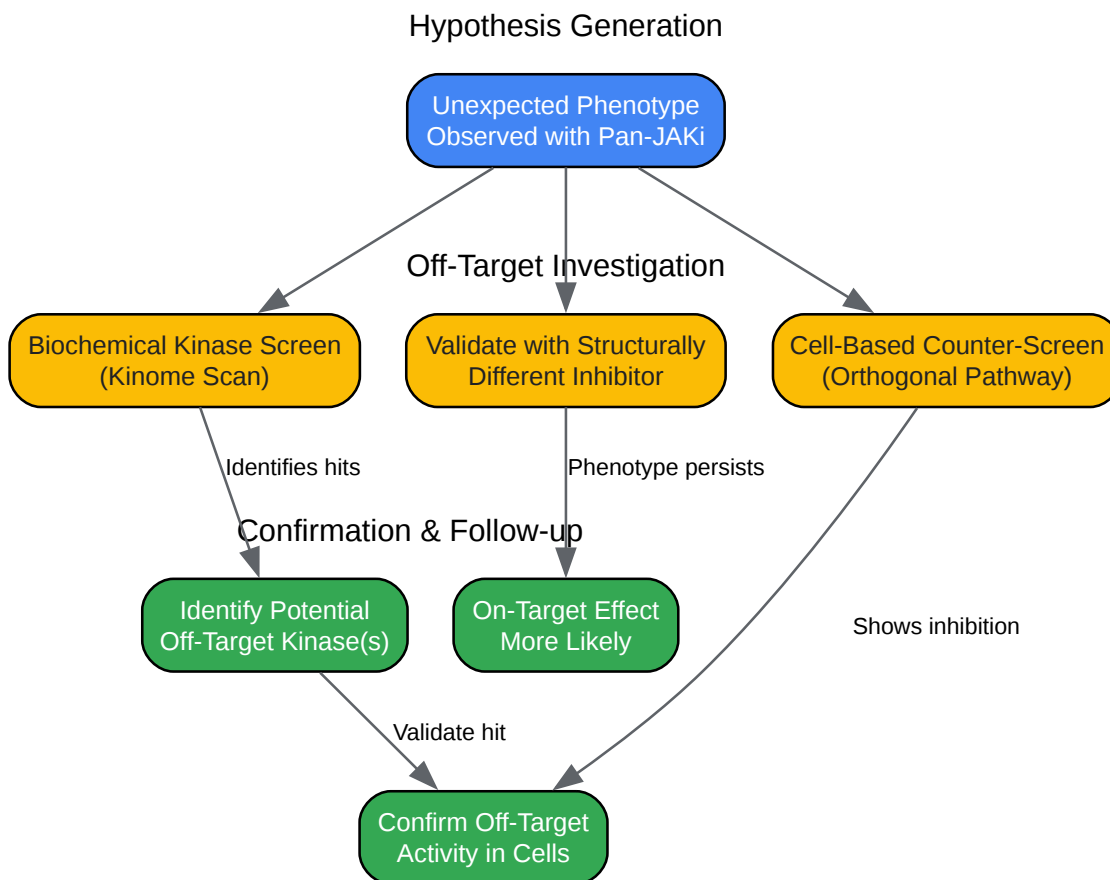 Hypothesis Generation
Unexpected Phenotype
Observed with Pan-JAKi
Off-Target Investigation
Biochemical Kinase Screen
(Kinome Scan)
Validate with Structurally
Different Inhibitor
Cell-Based Counter-Screen
(Orthogonal Pathway)
Identifies hits
Phenotype persists
Confirmation & Follow-up
Identify Potential
Off-Target Kinase(s)
On-Target Effect
More Likely
Shows inhibition
Validate hit
Confirm Off-Target
Activity in Cells